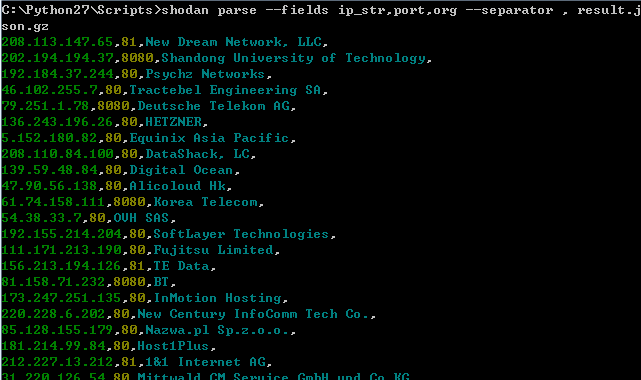 C:\Python27\Scripts>shodan parse --fields ip_str,port,org --separator , result.j
son.gz
208.113.147.65,81,New Dream Network, LLC,
202.194.194.37,8080,Shandong University of Technology,
192.184.37.244,80,Psychz Networks,
46.102.255.7,80,Tractebel Engineering SA,
79.251.1.78,8080,Deutsche Telekom AG,
136.243.196.26,80,HETZNER,
5.152.180.82,80,Equinix Asia Pacific,
208.110.84.100,80,DataShack, LC,
139.59.48.84,80,Digital Ocean,
47.90.56.138,80,Alicoloud Hk,
61.74.158.111,8080,Korea Telecom,
54.38.33.7,80,OVH SAS,
192.155.214.204,80,SoftLayer Technologies,
111.171.213.190,80,Fujitsu Limited,
156.213.194.126,81,TE Data,
81.158.71.232,8080,BT,
173.247.251.135,80,InMotion Hosting,
220.228.6.202,80,New Century InfoComm Tech Co.,
85.128.155.179,80,Nazwa.pl Sp.z.o.o.,
181.214.99.84,80,Host1Plus,
212.227.13.212,81,1&1 Internet AG,
31.220.126.54,80,Mittwald CM Service GmbH und Co.KG